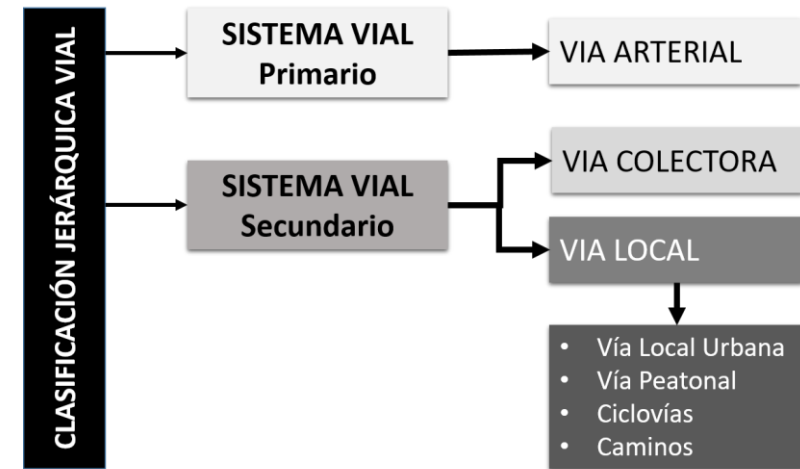 CLASIFICACIÓN JERÁRQUICA VIAL
SISTEMA VIAL
Primario
VIA ARTERIAL
SISTEMA VIAL
Secundario
VIA COLECTORA
VIA LOCAL
• Vía Local Urbana
• Vía Peatonal
• Ciclovías
• Caminos